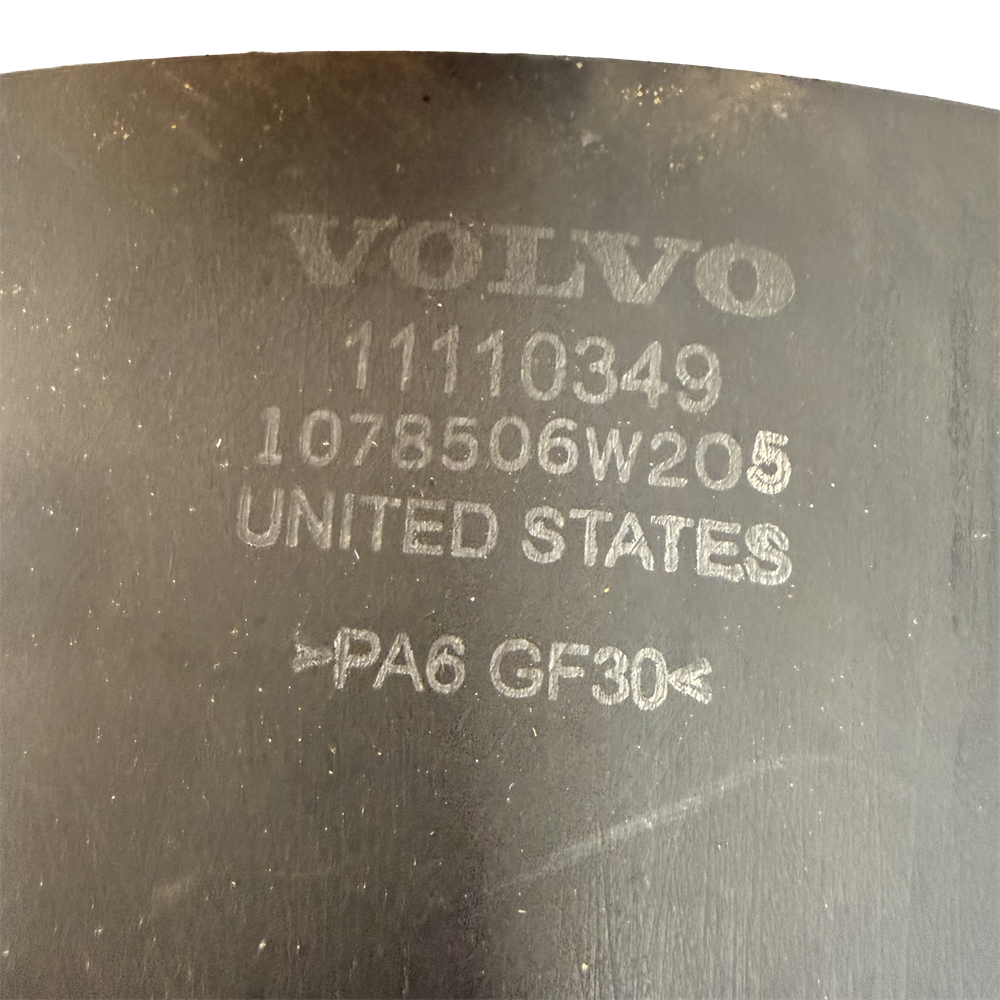 VOLVO
11110349
1078506W205
UNITED STATES
>PA6 GF30<